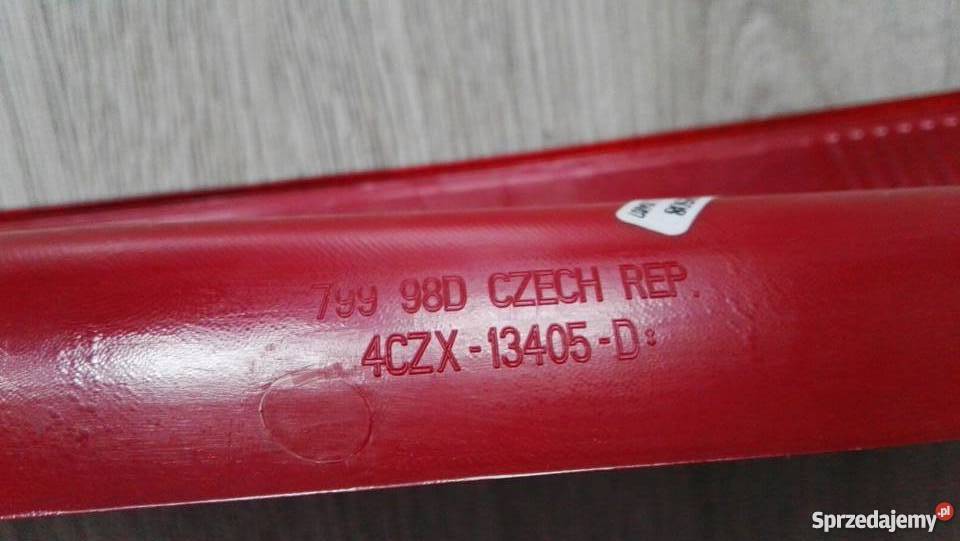 799 98D CZECH REP.
4CZX-13405-D:
Sprzedajemy.pl